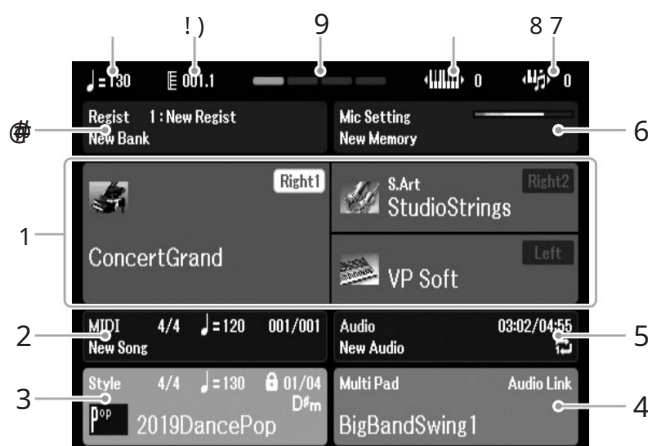 !) 9 8 7
♩=130 001.1 0 0
@ #
Regist 1:New Regist
New Bank
Mic Setting
New Memory
6
1
Right1
ConcertGrand
S.Art Right2
StudioStrings
Left
VP Soft
2
MIDI 4/4 ♩=120 001/001
New Song
Audio 03:02/04:55
New Audio
5
3
Style 4/4 ♩=130 01/04
D#m
Pop 2019DancePop
Multi Pad Audio Link
BigBandSwing1
4